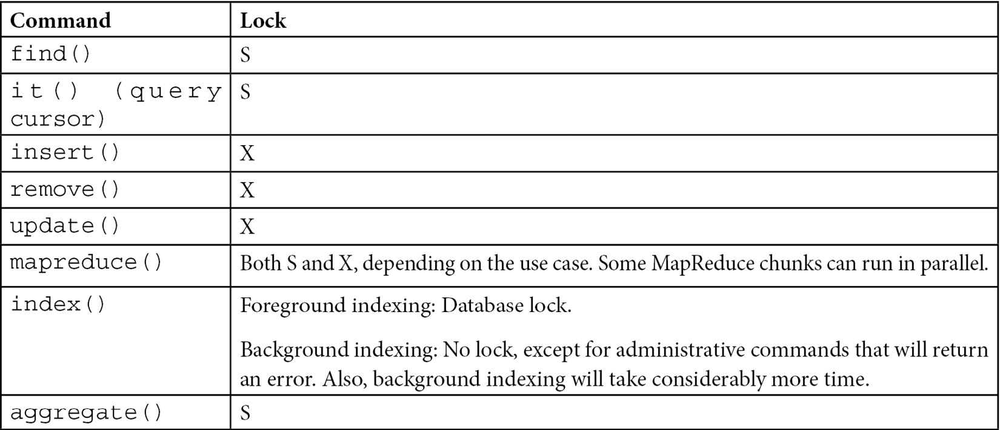 Command Lock
find() S
it() (query S
cursor)
insert() X
remove() X
update() X
mapreduce() Both S and X, depending on the use case. Some MapReduce chunks can run in parallel.
index() Foreground indexing: Database lock.
Background indexing: No lock, except for administrative commands that will return
an error. Also, background indexing will take considerably more time.
aggregate() S